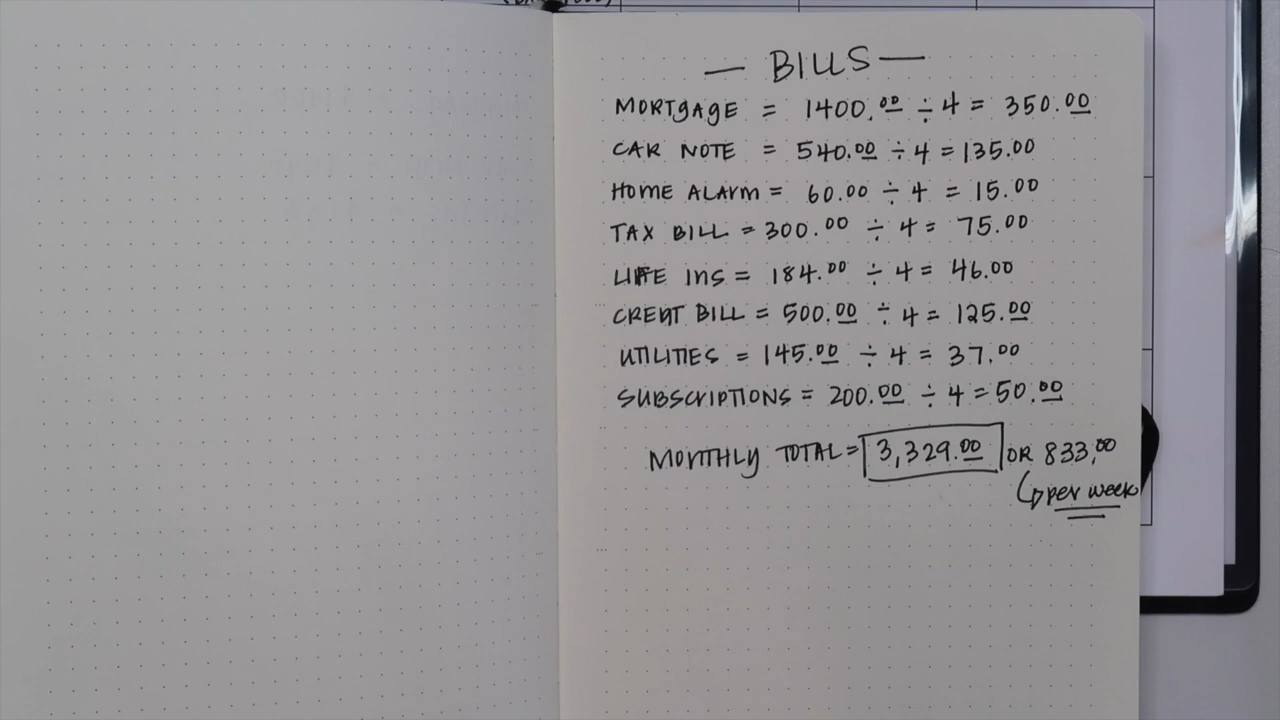 — BILLS —
MORTGAGE = 1400.00 ÷ 4 = 350.00
CAR NOTE = 540.00 ÷ 4 = 135.00
HOME ALARM = 60.00 ÷ 4 = 15.00
TAX BILL = 300.00 ÷ 4 = 75.00
LIFE INS = 184.00 ÷ 4 = 46.00
CREDIT BILL = 500.00 ÷ 4 = 125.00
UTILITIES = 145.00 ÷ 4 = 37.00
SUBSCRIPTIONS = 200.00 ÷ 4 = 50.00
MONTHLY TOTAL = 3,329.00 OR 833.00
↳ per week